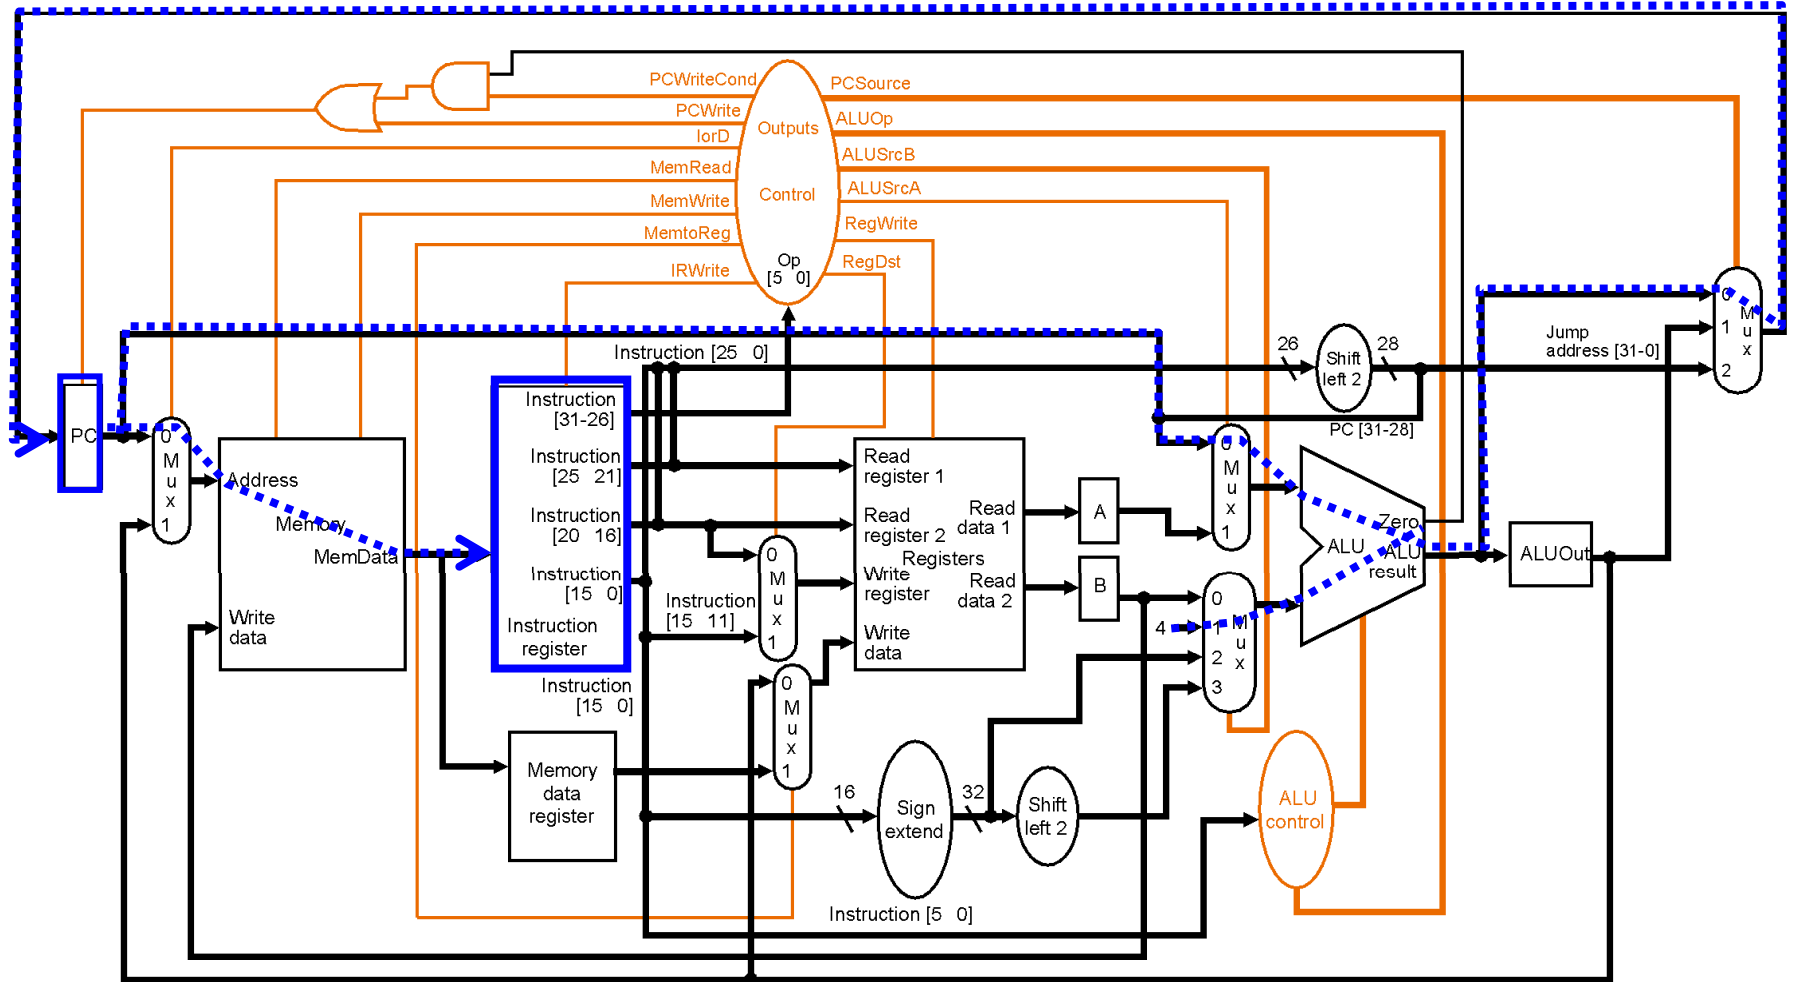 PCWriteCond
PCSource
PCWrite
ALUOp
Outputs
IorD
ALUSrcB
MemRead
ALUSrcA
Control
MemWrite
RegWrite
MemtoReg
Op
[5 0]
RegDst
IRWrite
0
1
2
M
u
x
Jump
address [31-0]
26
Shift
left 2
28
Instruction [25 0]
PC [31-28]
PC
0
M
u
x
1
Address
Memory
MemData
Write
data
Instruction
[31-26]
Instruction
[25 21]
Instruction
[20 16]
Instruction
[15 0]
Instruction
register
Instruction
[15 0]
Instruction
[15 11]
0
M
u
x
1
0
M
u
x
1
Read
register 1
Read
register 2
Registers
Write
register
Write
data
Read
data 1
Read
data 2
A
B
0
M
u
x
1
4
0
1
2
3
M
u
x
Zero
ALU
ALU
result
ALUOut
Memory
data
register
16
Sign
extend
32
Shift
left 2
ALU
control
Instruction [5 0]